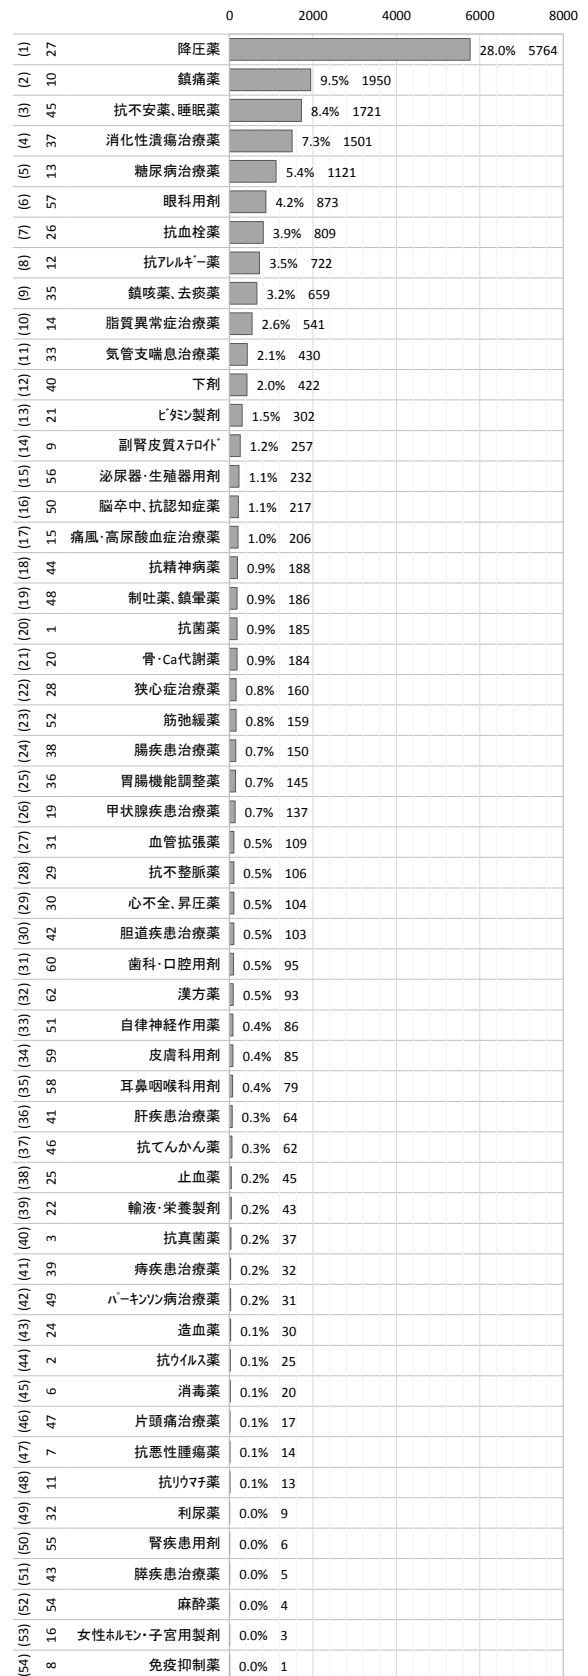 0 2000 4000 6000 8000
(1) 27 降圧薬 28.0% 5764
(2) 10 鎮痛薬 9.5% 1950
(3) 45 抗不安薬、睡眠薬 8.4% 1721
(4) 37 消化性潰瘍治療薬 7.3% 1501
(5) 13 糖尿病治療薬 5.4% 1121
(6) 57 眼科用剤 4.2% 873
(7) 26 抗血栓薬 3.9% 809
(8) 12 抗ｱﾚﾙｷﾞｰ薬 3.5% 722
(9) 35 鎮咳薬、去痰薬 3.2% 659
(10) 14 脂質異常症治療薬 2.6% 541
(11) 33 気管支喘息治療薬 2.1% 430
(12) 40 下剤 2.0% 422
(13) 21 ﾋﾞﾀﾐﾝ製剤 1.5% 302
(14) 9 副腎皮質ｽﾃﾛｲﾄﾞ 1.2% 257
(15) 56 泌尿器･生殖器用剤 1.1% 232
(16) 50 脳卒中、抗認知症薬 1.1% 217
(17) 15 痛風･高尿酸血症治療薬 1.0% 206
(18) 44 抗精神病薬 0.9% 188
(19) 48 制吐薬、鎮暈薬 0.9% 186
(20) 1 抗菌薬 0.9% 185
(21) 20 骨･Ca代謝薬 0.9% 184
(22) 28 狭心症治療薬 0.8% 160
(23) 52 筋弛緩薬 0.8% 159
(24) 38 腸疾患治療薬 0.7% 150
(25) 36 胃腸機能調整薬 0.7% 145
(26) 19 甲状腺疾患治療薬 0.7% 137
(27) 31 血管拡張薬 0.5% 109
(28) 29 抗不整脈薬 0.5% 106
(29) 30 心不全、昇圧薬 0.5% 104
(30) 42 胆道疾患治療薬 0.5% 103
(31) 60 歯科･口腔用剤 0.5% 95
(32) 62 漢方薬 0.5% 93
(33) 51 自律神経作用薬 0.4% 86
(34) 59 皮膚科用剤 0.4% 85
(35) 58 耳鼻咽喉科用剤 0.4% 79
(36) 41 肝疾患治療薬 0.3% 64
(37) 46 抗てんかん薬 0.3% 62
(38) 25 止血薬 0.2% 45
(39) 22 輸液･栄養製剤 0.2% 43
(40) 3 抗真菌薬 0.2% 37
(41) 39 痔疾患治療薬 0.2% 32
(42) 49 ﾊﾟｰｷﾝｿﾝ病治療薬 0.2% 31
(43) 24 造血薬 0.1% 30
(44) 2 抗ｳｲﾙｽ薬 0.1% 25
(45) 6 消毒薬 0.1% 20
(46) 47 片頭痛治療薬 0.1% 17
(47) 7 抗悪性腫瘍薬 0.1% 14
(48) 11 抗ﾘｳﾏﾁ薬 0.1% 13
(49) 32 利尿薬 0.0% 9
(50) 55 腎疾患用剤 0.0% 6
(51) 43 膵疾患治療薬 0.0% 5
(52) 54 麻酔薬 0.0% 4
(53) 16 女性ﾎﾙﾓﾝ･子宮用製剤 0.0% 3
(54) 8 免疫抑制薬 0.0% 1